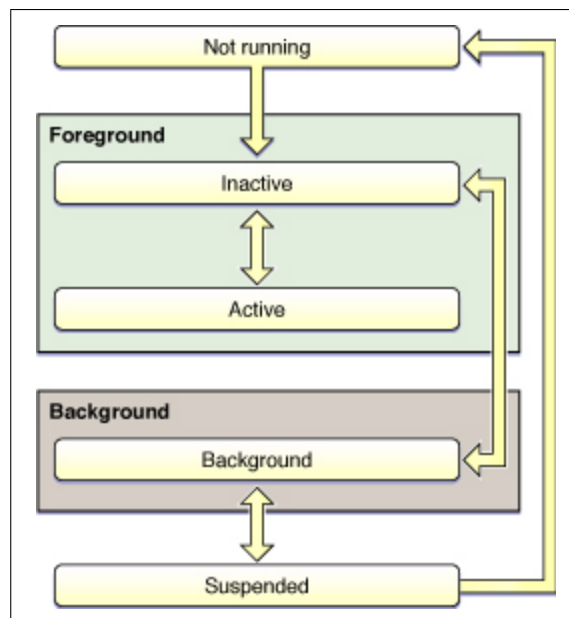 Not running
Foreground
Inactive
Active
Background
Background
Suspended